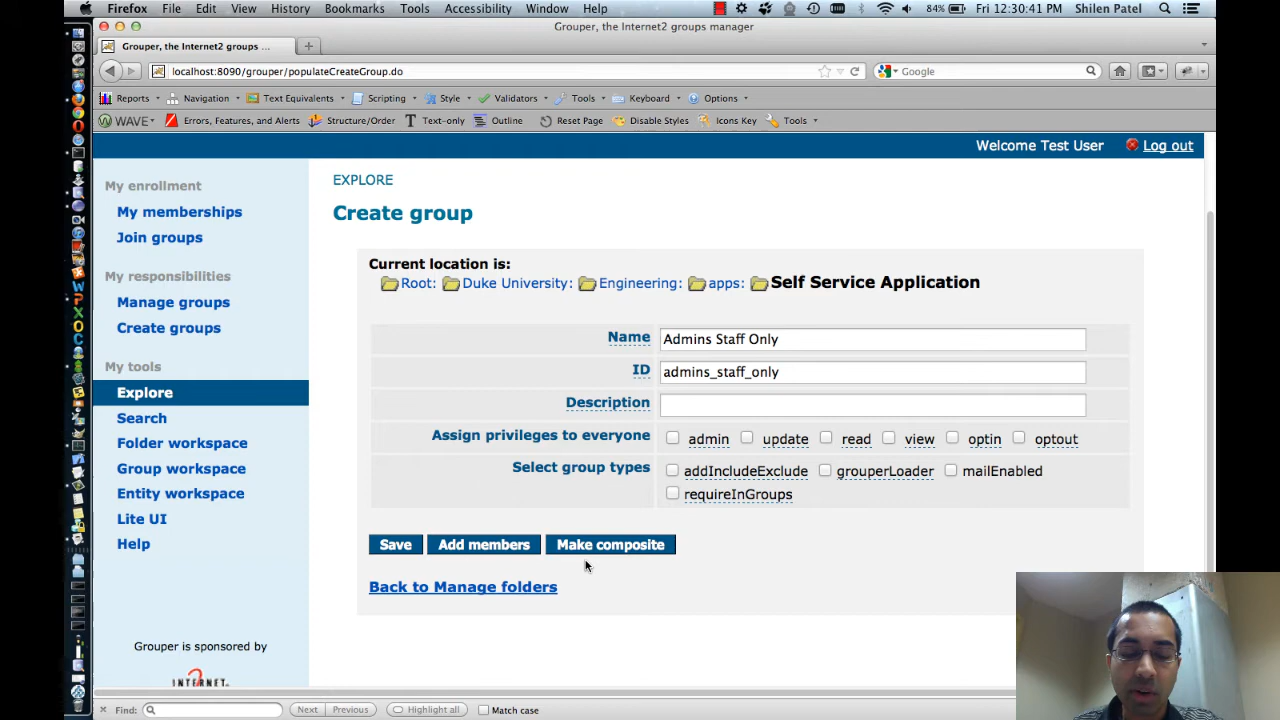 Firefox File Edit View History Bookmarks Tools Accessibility Window Help 84% Fri 12:30:41 PM Shilen Patel
Grouper, the Internet2 groups manager
Grouper, the Internet2 groups ...
localhost:8090/grouper/populateCreateGroup.do Google
Reports Navigation Text Equivalents Scripting Style Validators Tools Keyboard Options
WAVE Errors, Features, and Alerts Structure/Order Text-only Outline Reset Page Disable Styles Icons Key Tools
Welcome Test User Log out
My enrollment
My memberships
Join groups
My responsibilities
Manage groups
Create groups
My tools
Explore
Search
Folder workspace
Group workspace
Entity workspace
Lite UI
Help
Grouper is sponsored by
INTERNET
EXPLORE
Create group
Current location is:
Root: Duke University: Engineering: apps: Self Service Application
Name Admins Staff Only
ID admins_staff_only
Description
Assign privileges to everyone admin update read view optin optout
Select group types addIncludeExclude grouperLoader mailEnabled
requireInGroups
Save Add members Make composite
Back to Manage folders
Find: Next Previous Highlight all Match case